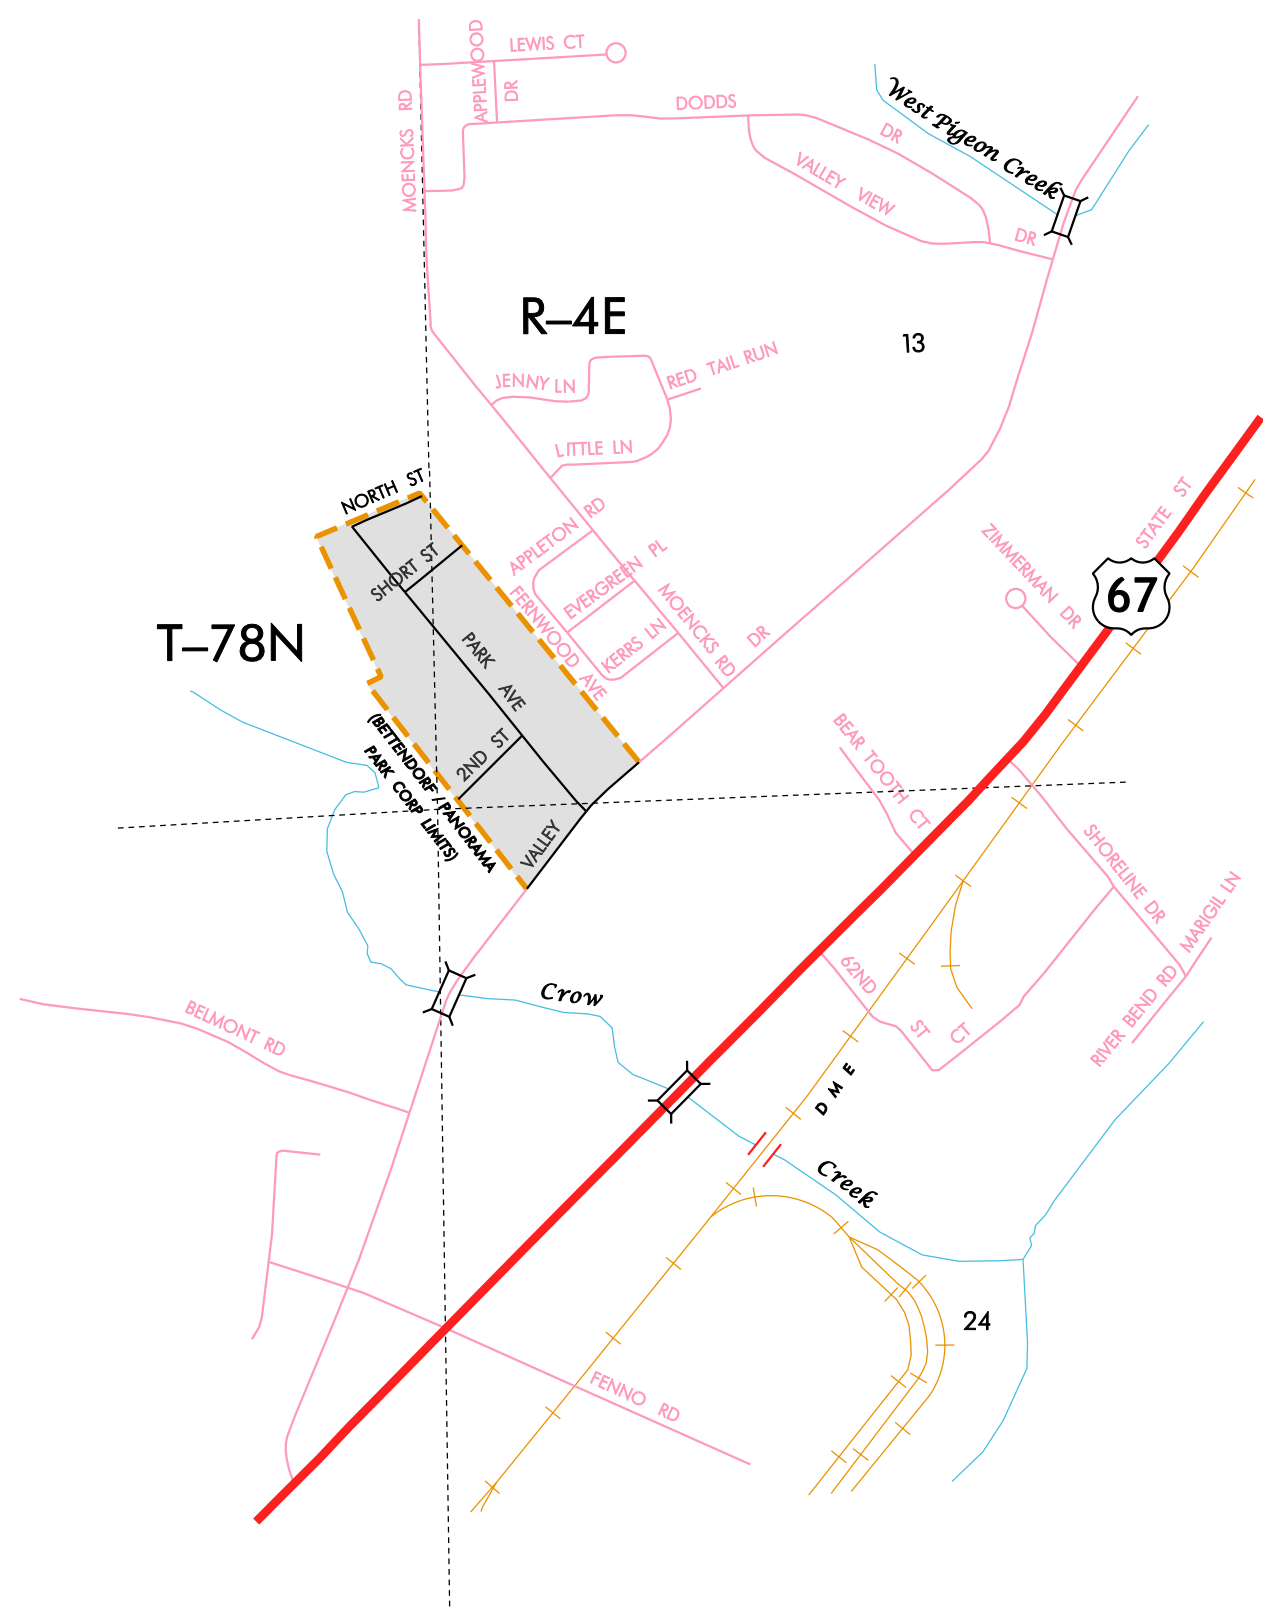 LEWIS CT
APPLEWOOD
DR
MOENCKS RD
DODDS
DR
West Pigeon Creek
VALLEY VIEW
DR
R–4E
13
JENNY LN
RED TAIL RUN
LITTLE LN
NORTH ST
SHORT ST
APPLETON RD
EVERGREEN PL
FERNWOOD AVE
KERRS LN
MOENCKS RD
DR
STATE ST
ZIMMERMAN DR
67
T–78N
PARK AVE
2ND ST
VALLEY
(BETTENDORF / PANORAMA
PARK CORP LIMITS)
BEAR TOOTH CT
SHORELINE DR
MARIGIL LN
RIVER BEND RD
62ND
ST CT
Crow
BELMONT RD
DME
Creek
24
FENNO RD